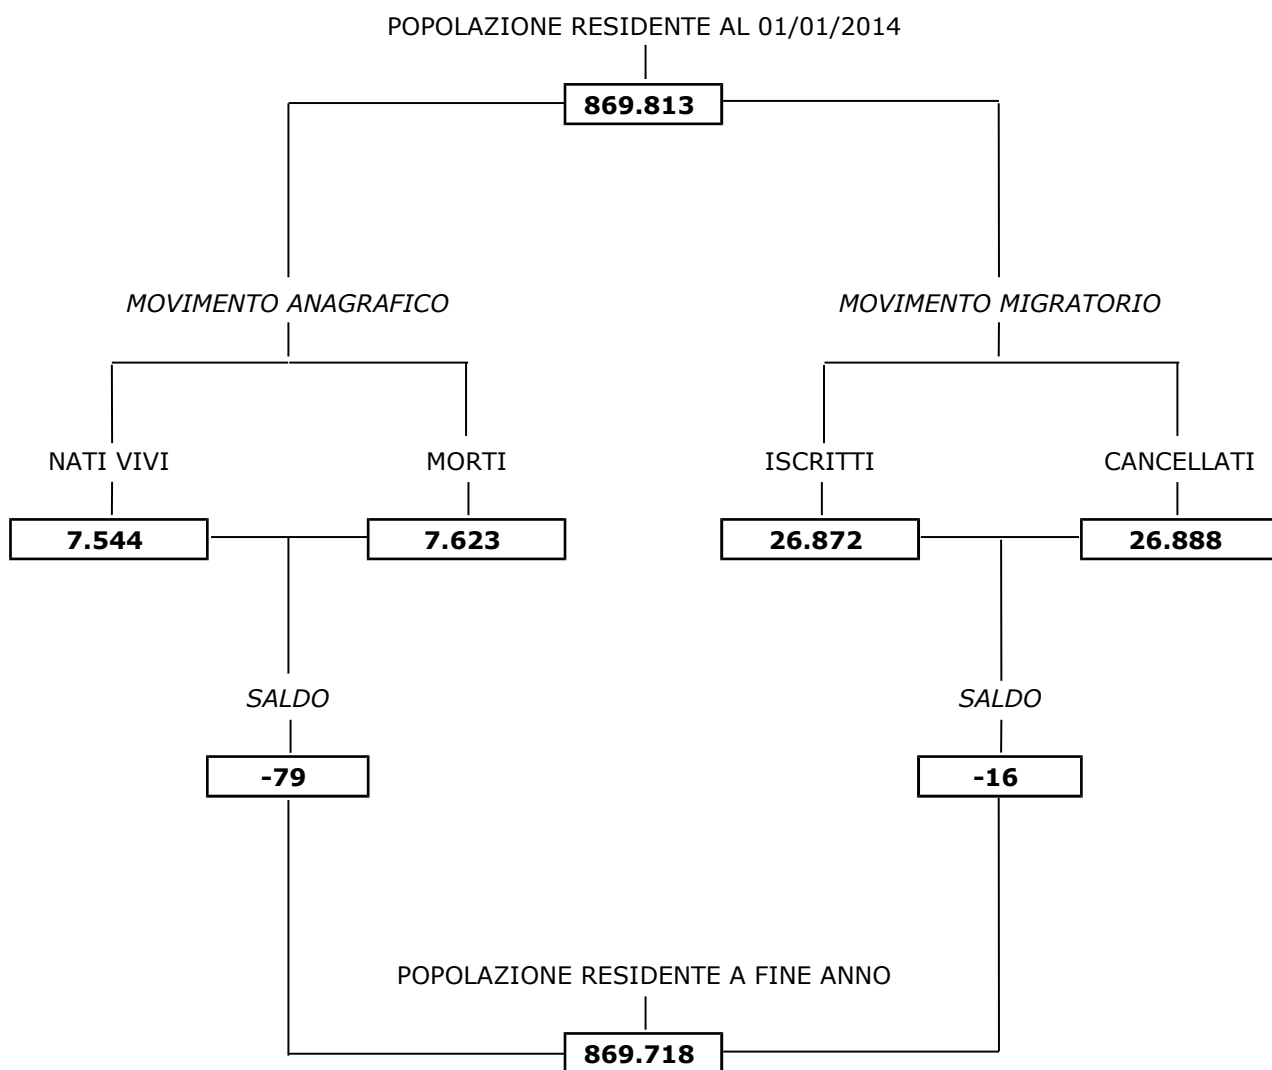 POPOLAZIONE RESIDENTE AL 01/01/2014
869.813
MOVIMENTO ANAGRAFICO
MOVIMENTO MIGRATORIO
NATI VIVI
MORTI
ISCRITTI
CANCELLATI
7.544
7.623
26.872
26.888
SALDO
SALDO
-79
-16
POPOLAZIONE RESIDENTE A FINE ANNO
869.718